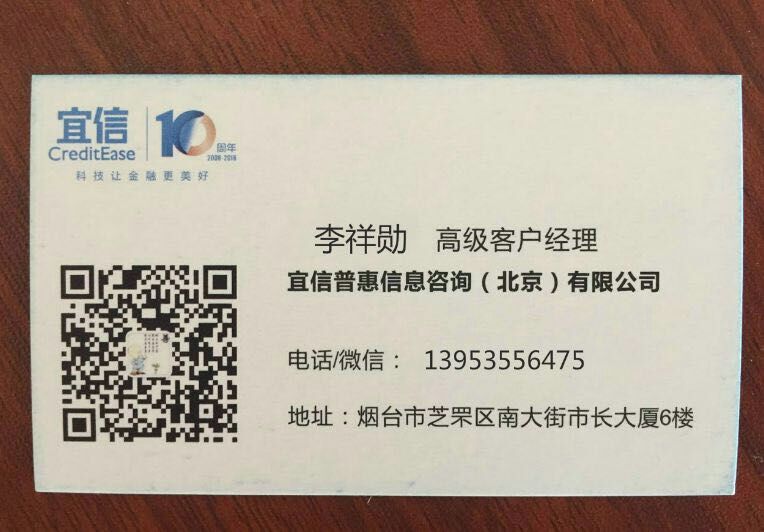 宜信
CreditEase
10
周年
2006-2016
科技让金融更美好
李祥勋 高级客户经理
宜信普惠信息咨询（北京）有限公司
电话/微信： 13953556475
地址：烟台市芝罘区南大街市长大厦6楼